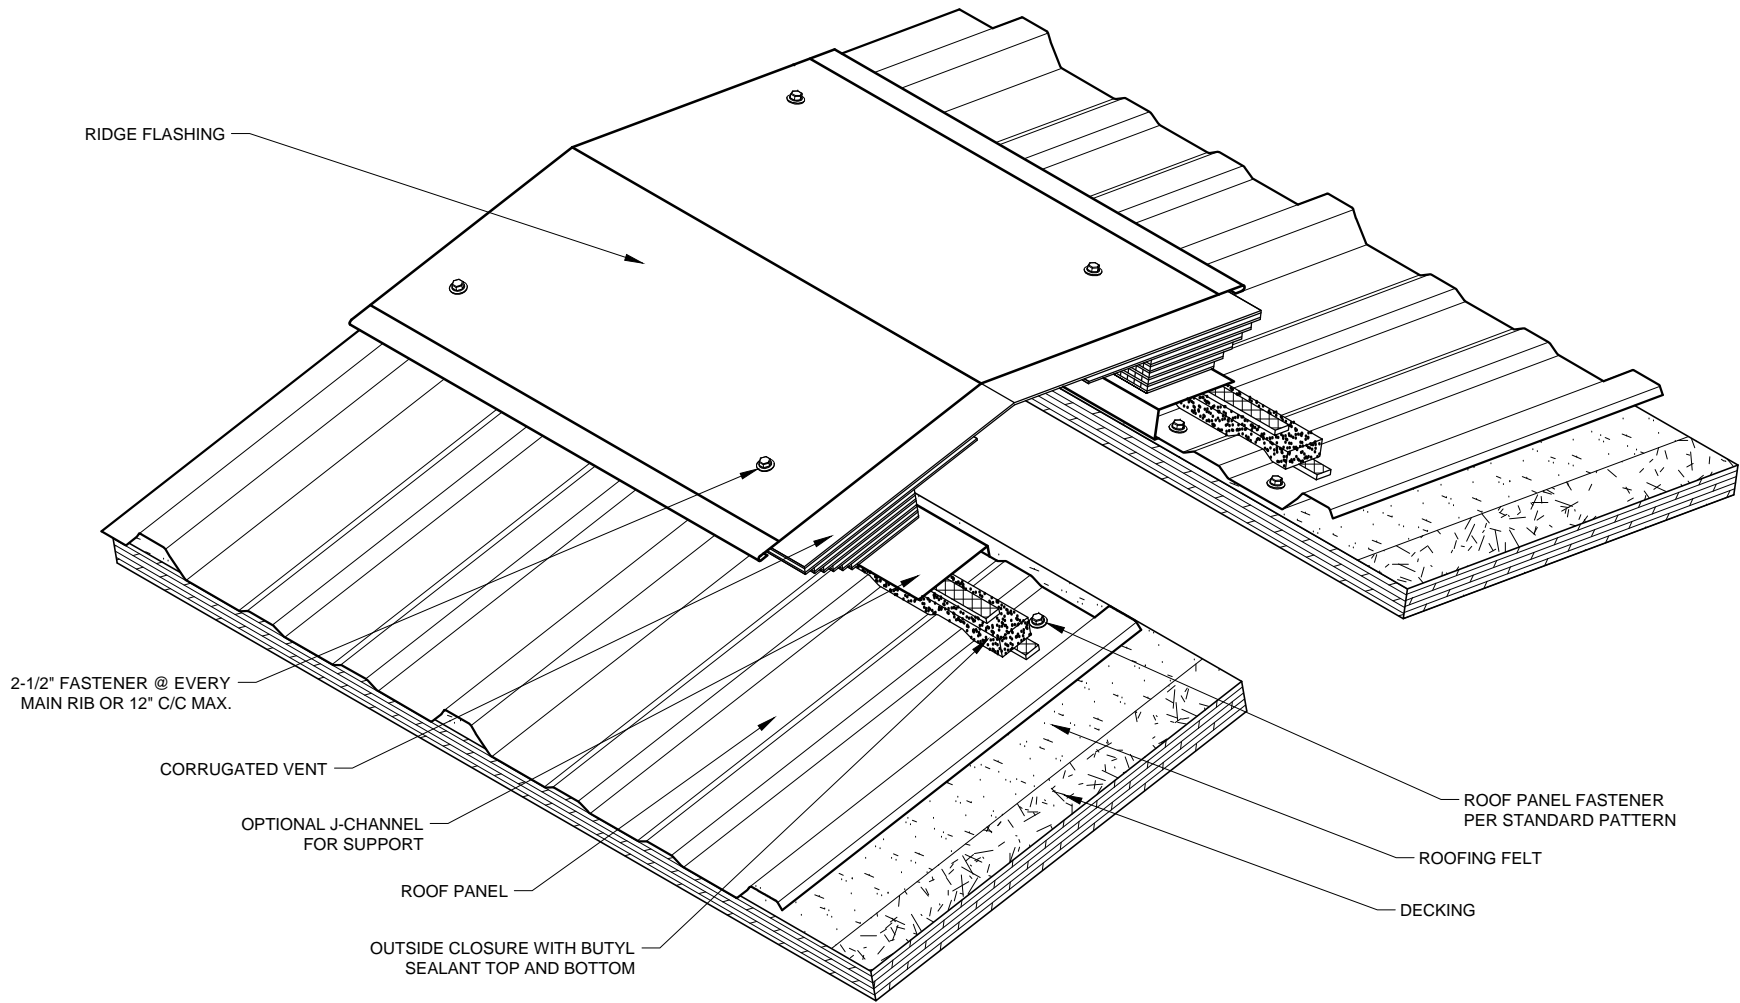 RIDGE FLASHING
2-1/2" FASTENER @ EVERY
MAIN RIB OR 12" C/C MAX.
CORRUGATED VENT
OPTIONAL J-CHANNEL
FOR SUPPORT
ROOF PANEL
OUTSIDE CLOSURE WITH BUTYL
SEALANT TOP AND BOTTOM
ROOF PANEL FASTENER
PER STANDARD PATTERN
ROOFING FELT
DECKING